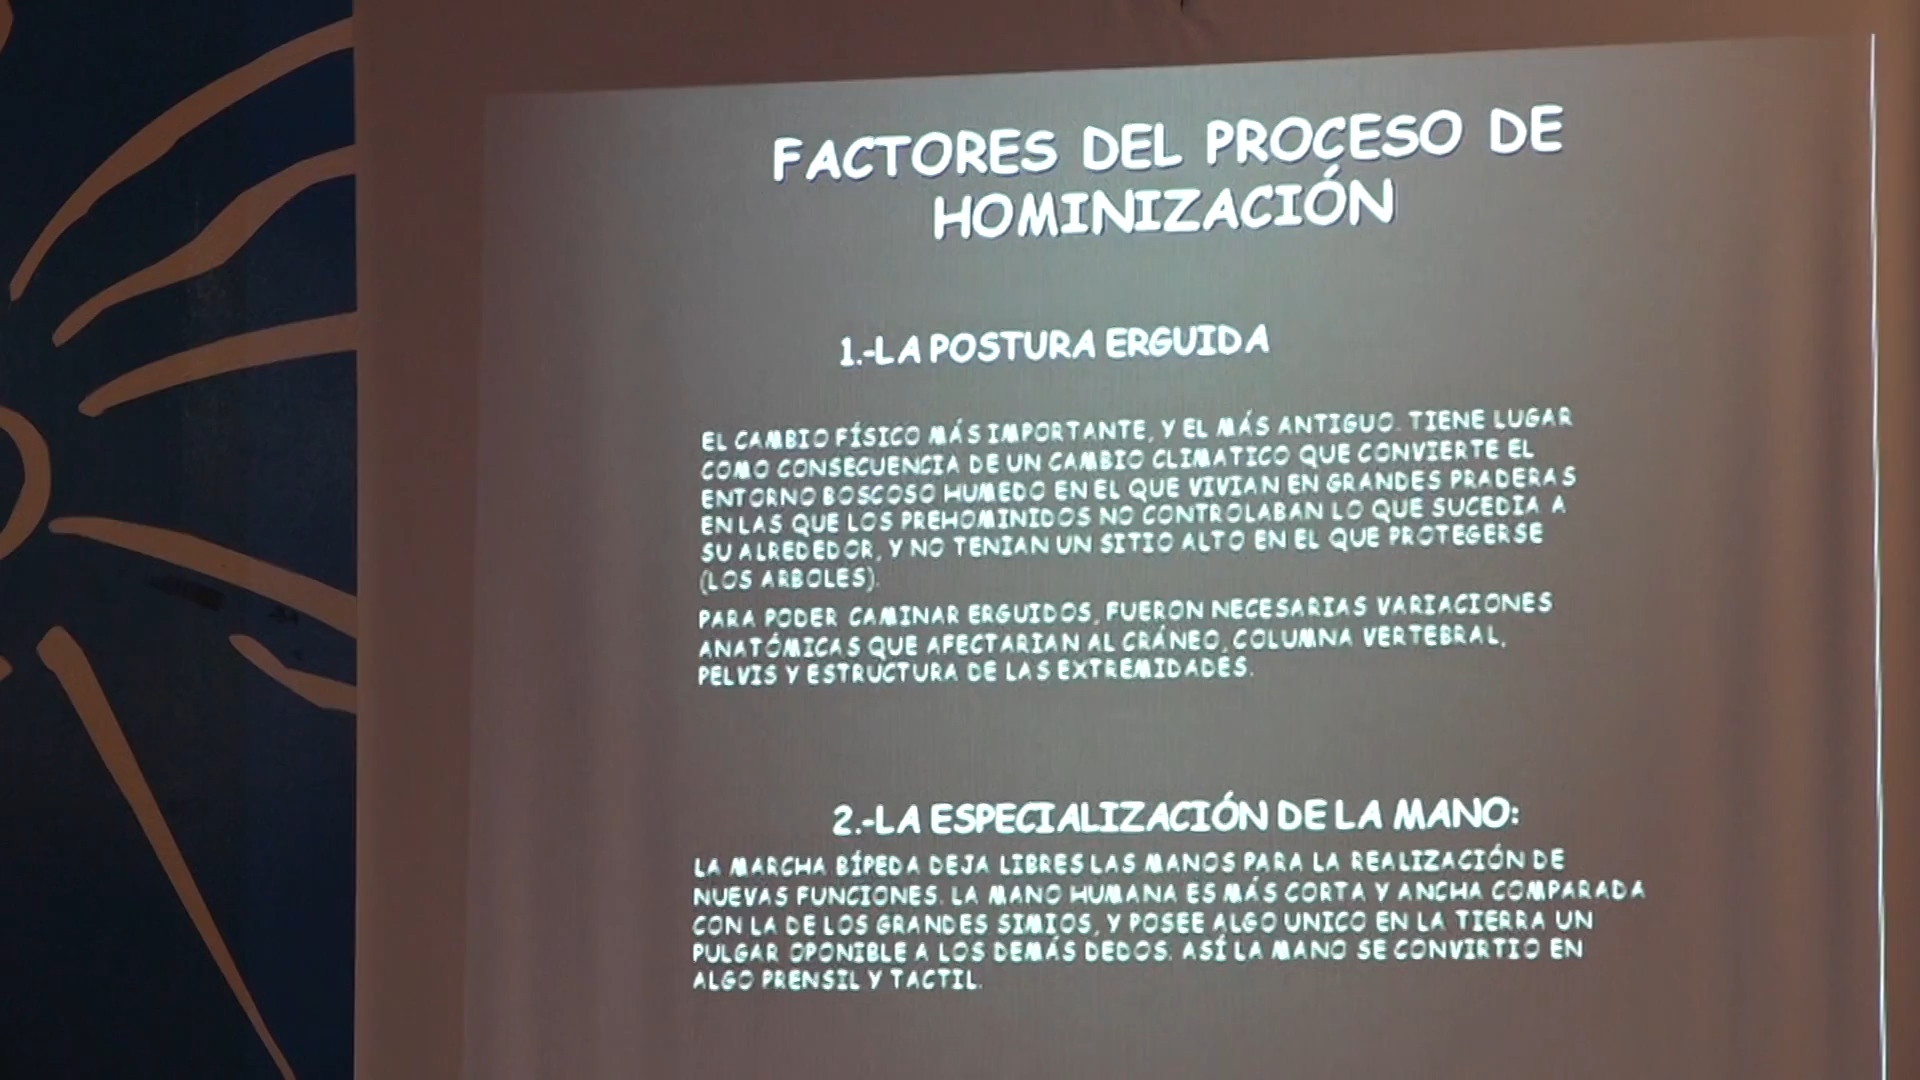 FACTORES DEL PROCESO DE
HOMINIZACIÓN
1.-LA POSTURA ERGUIDA
EL CAMBIO FÍSICO MÁS IMPORTANTE, Y EL MÁS ANTIGUO. TIENE LUGAR
COMO CONSECUENCIA DE UN CAMBIO CLIMATICO QUE CONVIERTE EL
ENTORNO BOSCOSO HUMEDO EN EL QUE VIVIAN EN GRANDES PRADERAS
EN LAS QUE LOS PREHOMINIDOS NO CONTROLABAN LO QUE SUCEDIA A
SU ALREDEDOR, Y NO TENIAN UN SITIO ALTO EN EL QUE PROTEGERSE
(LOS ARBOLES).
PARA PODER CAMINAR ERGUIDOS, FUERON NECESARIAS VARIACIONES
ANATÓMICAS QUE AFECTARIAN AL CRÁNEO, COLUMNA VERTEBRAL,
PELVIS Y ESTRUCTURA DE LAS EXTREMIDADES.
2.-LA ESPECIALIZACIÓN DE LA MANO:
LA MARCHA BÍPEDA DEJA LIBRES LAS MANOS PARA LA REALIZACIÓN DE
NUEVAS FUNCIONES. LA MANO HUMANA ES MÁS CORTA Y ANCHA COMPARADA
CON LA DE LOS GRANDES SIMIOS, Y POSEE ALGO UNICO EN LA TIERRA UN
PULGAR OPONIBLE A LOS DEMÁS DEDOS. ASÍ LA MANO SE CONVIRTIO EN
ALGO PRENSIL Y TACTIL.